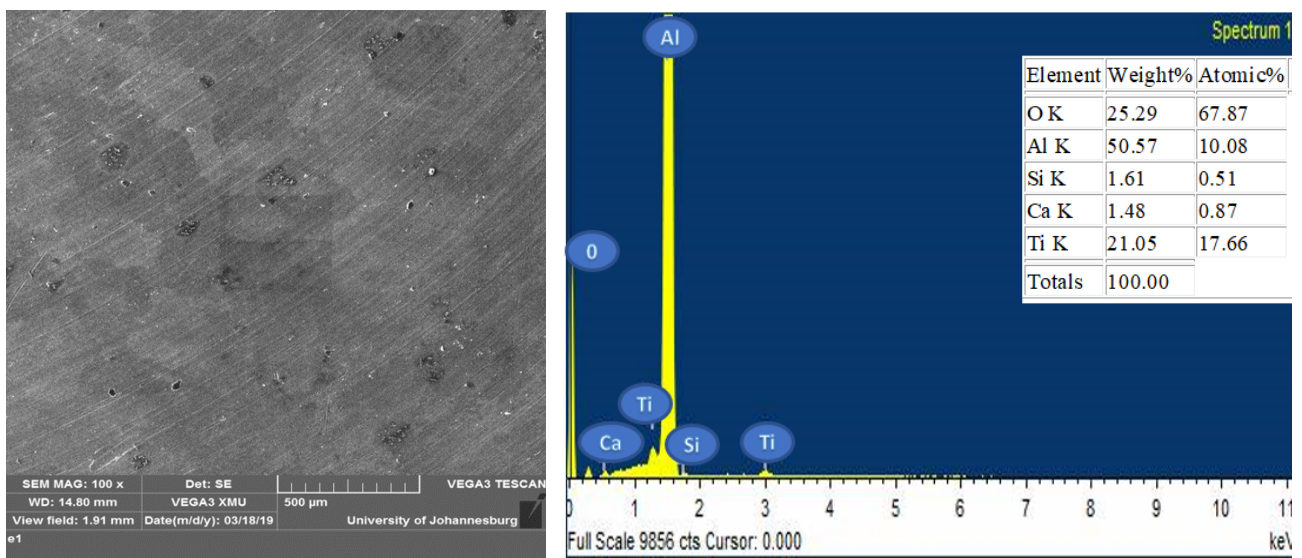 SEM MAG: 100 x Det: SE VEGA3 TESCAN
WD: 14.80 mm VEGA3 XMU 500 µm
View field: 1.91 mm Date(m/d/y): 03/18/19 University of Johannesburg
e1
Spectrum 1
Element Weight% Atomic%
O K 25.29 67.87
Al K 50.57 10.08
Si K 1.61 0.51
Ca K 1.48 0.87
Ti K 21.05 17.66
Totals 100.00
Al
0
Ti
Ca
Si
Ti
0 1 2 3 4 5 6 7 8 9 10 11
Full Scale 9856 cts Cursor: 0.000 keV